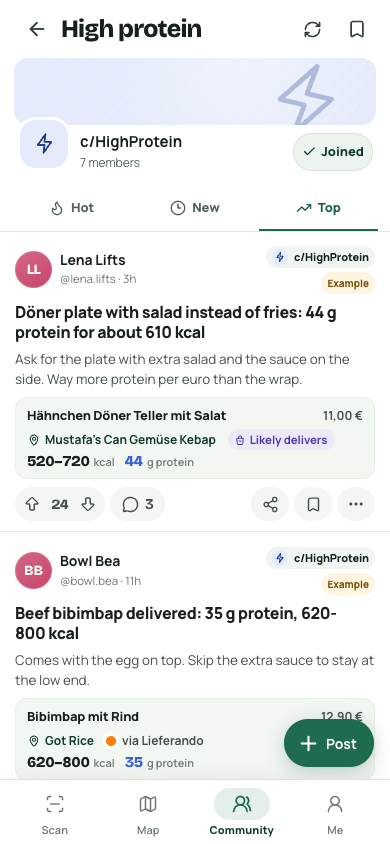 High protein
c/HighProtein
7 members
Joined
Hot
New
Top
LL
Lena Lifts
@lena.lifts · 3h
c/HighProtein
Example
Döner plate with salad instead of fries: 44 g
protein for about 610 kcal
Ask for the plate with extra salad and the sauce on the
side. Way more protein per euro than the wrap.
Hähnchen Döner Teller mit Salat
11,00 €
Mustafa's Can Gemüse Kebap
Likely delivers
520–720 kcal 44 g protein
24
3
BB
Bowl Bea
@bowl.bea · 11h
c/HighProtein
Example
Beef bibimbap delivered: 35 g protein, 620-
800 kcal
Comes with the egg on top. Skip the extra sauce to stay at
the low end.
Bibimbap mit Rind
12,90 €
Got Rice
via Lieferando
620–800 kcal 35 g protein
Post
Scan
Map
Community
Me